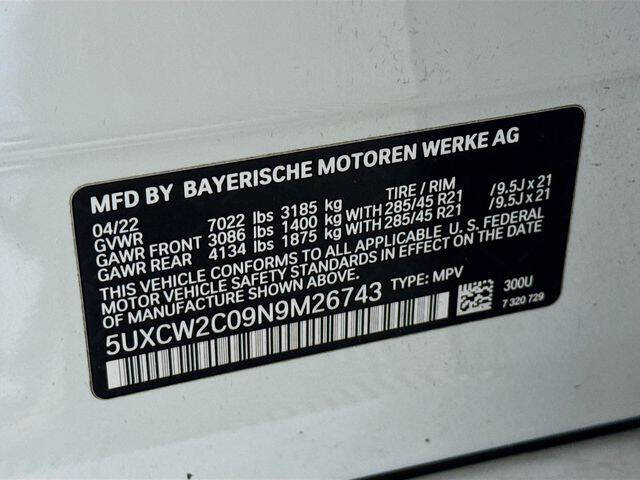 MFD BY BAYERISCHE MOTOREN WERKE AG
04/22 7022 lbs 3185 kg TIRE / RIM
GVWR
GAWR FRONT 3086 lbs 1400 kg WITH 285/45 R21 /9.5J x 21
GAWR REAR 4134 lbs 1875 kg WITH 285/45 R21 /9.5J x 21
THIS VEHICLE CONFORMS TO ALL APPLICABLE U. S. FEDERAL
MOTOR VEHICLE SAFETY STANDARDS IN EFFECT ON THE
DATE OF MANUFACTURE SHOWN ABOVE.
5UXCW2C09N9M26743 TYPE: MPV 300U
7 320 729